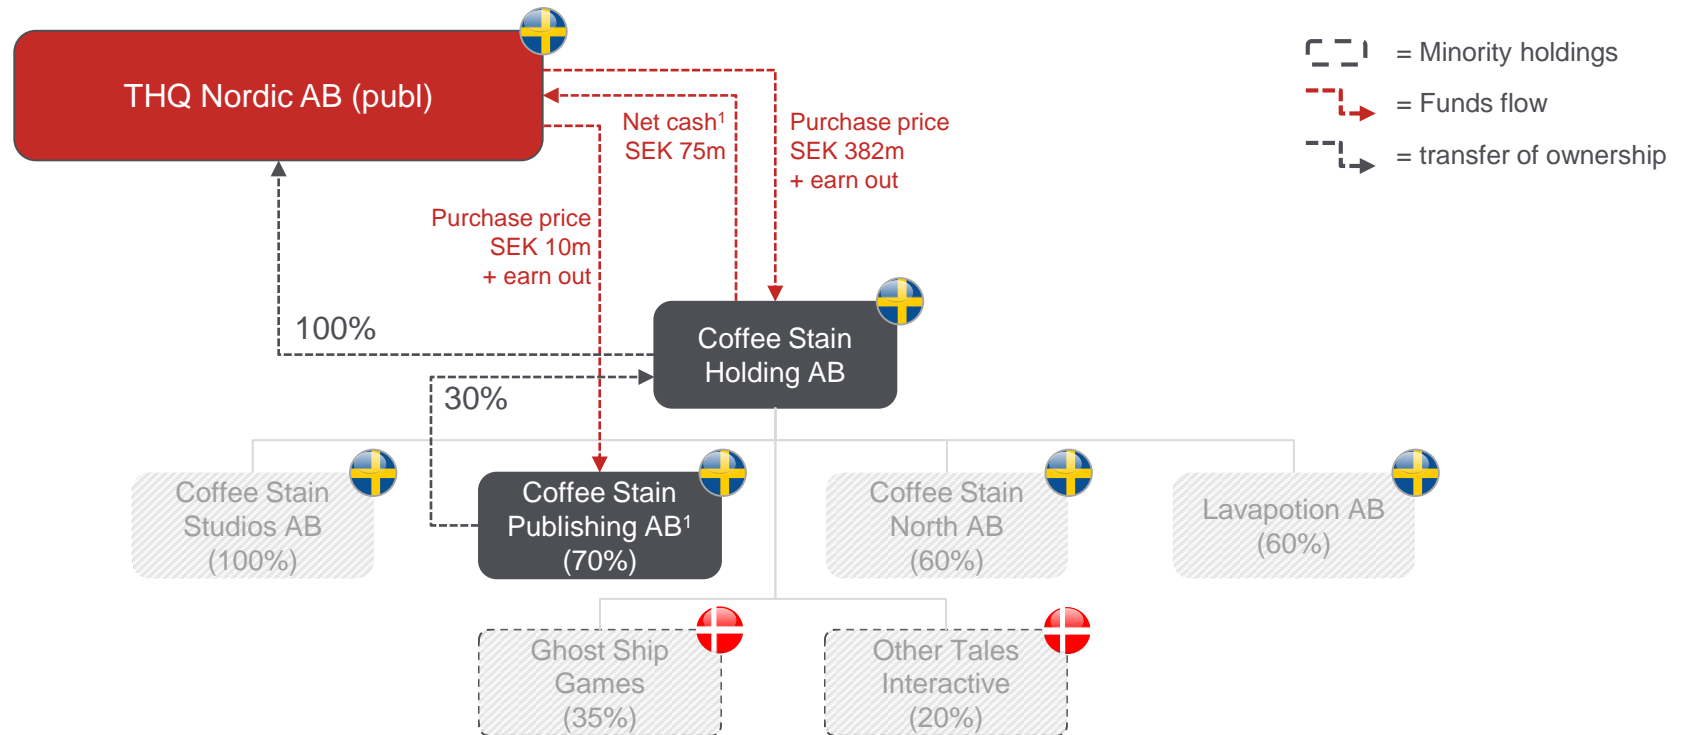 THQ Nordic AB (publ)
= Minority holdings
= Funds flow
= transfer of ownership
Net cash¹
SEK 75m
Purchase price
SEK 382m
+ earn out
Purchase price
SEK 10m
+ earn out
100%
30%
Coffee Stain
Holding AB
Coffee Stain
Studios AB
(100%)
Coffee Stain
Publishing AB¹
(70%)
Coffee Stain
North AB
(60%)
Lavapotion AB
(60%)
Ghost Ship
Games
(35%)
Other Tales
Interactive
(20%)